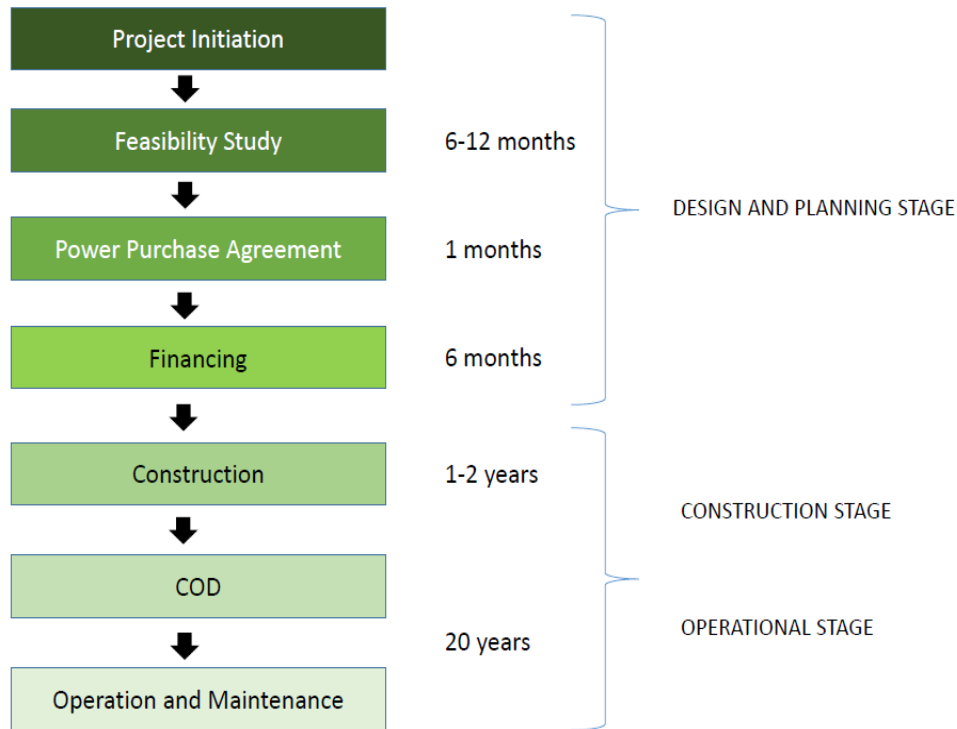 Project Initiation
Feasibility Study
6-12 months
DESIGN AND PLANNING STAGE
Power Purchase Agreement
1 months
Financing
6 months
Construction
1-2 years
CONSTRUCTION STAGE
COD
OPERATIONAL STAGE
20 years
Operation and Maintenance